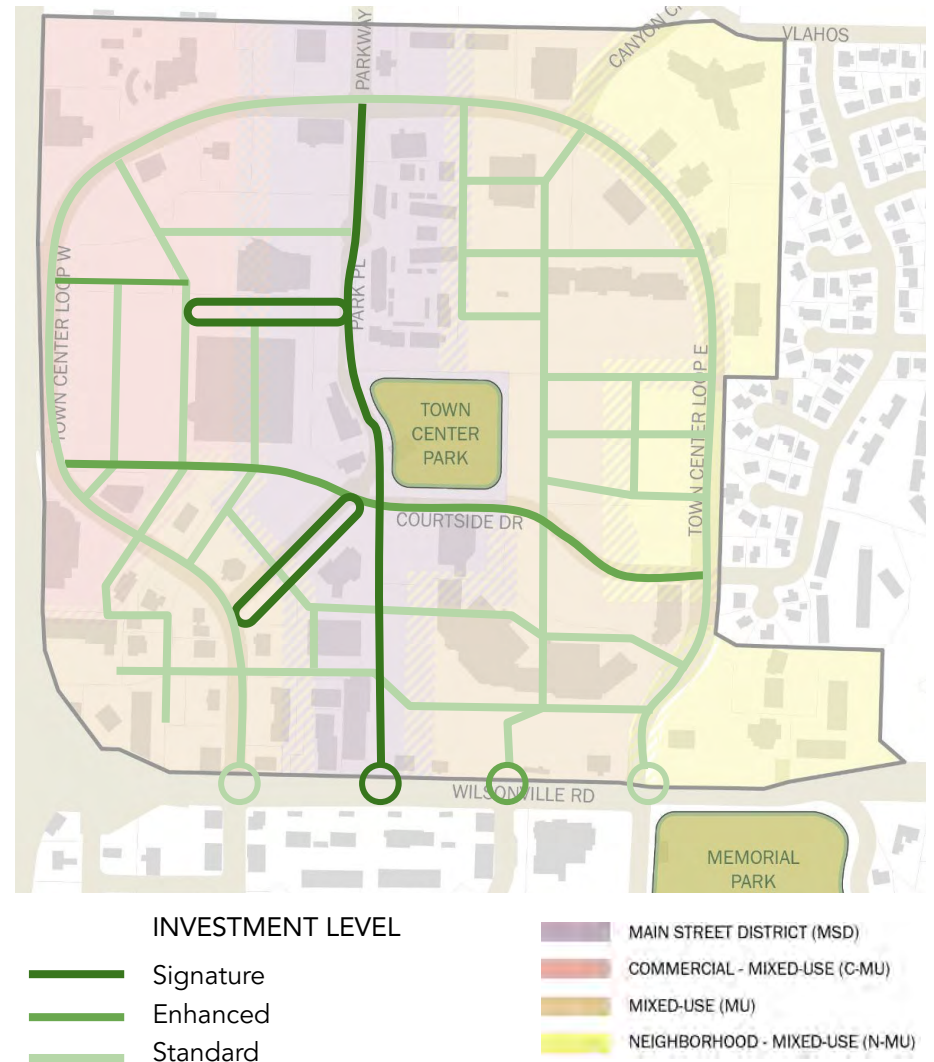 VLAHOS
PARKWAY
TOWN CENTER LOOP W
PARK PL
TOWN
CENTER
PARK
TOWN CENTER LOOP E
COURTSIDE DR
WILSONVILLE RD
MEMORIAL
PARK
INVESTMENT LEVEL
Signature
Enhanced
Standard
MAIN STREET DISTRICT (MSD)
COMMERCIAL - MIXED-USE (C-MU)
MIXED-USE (MU)
NEIGHBORHOOD - MIXED-USE (N-MU)